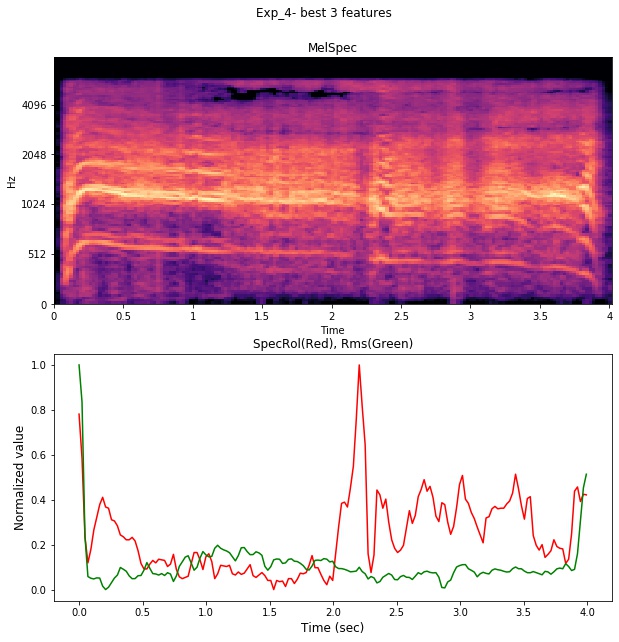 Exp_4- best 3 features
MelSpec
Hz
4096
2048
1024
512
0
0 0.5 1 1.5 2 2.5 3 3.5 4
Time
SpecRol(Red), Rms(Green)
Normalized value
1.0
0.8
0.6
0.4
0.2
0.0
0.0 0.5 1.0 1.5 2.0 2.5 3.0 3.5 4.0
Time (sec)